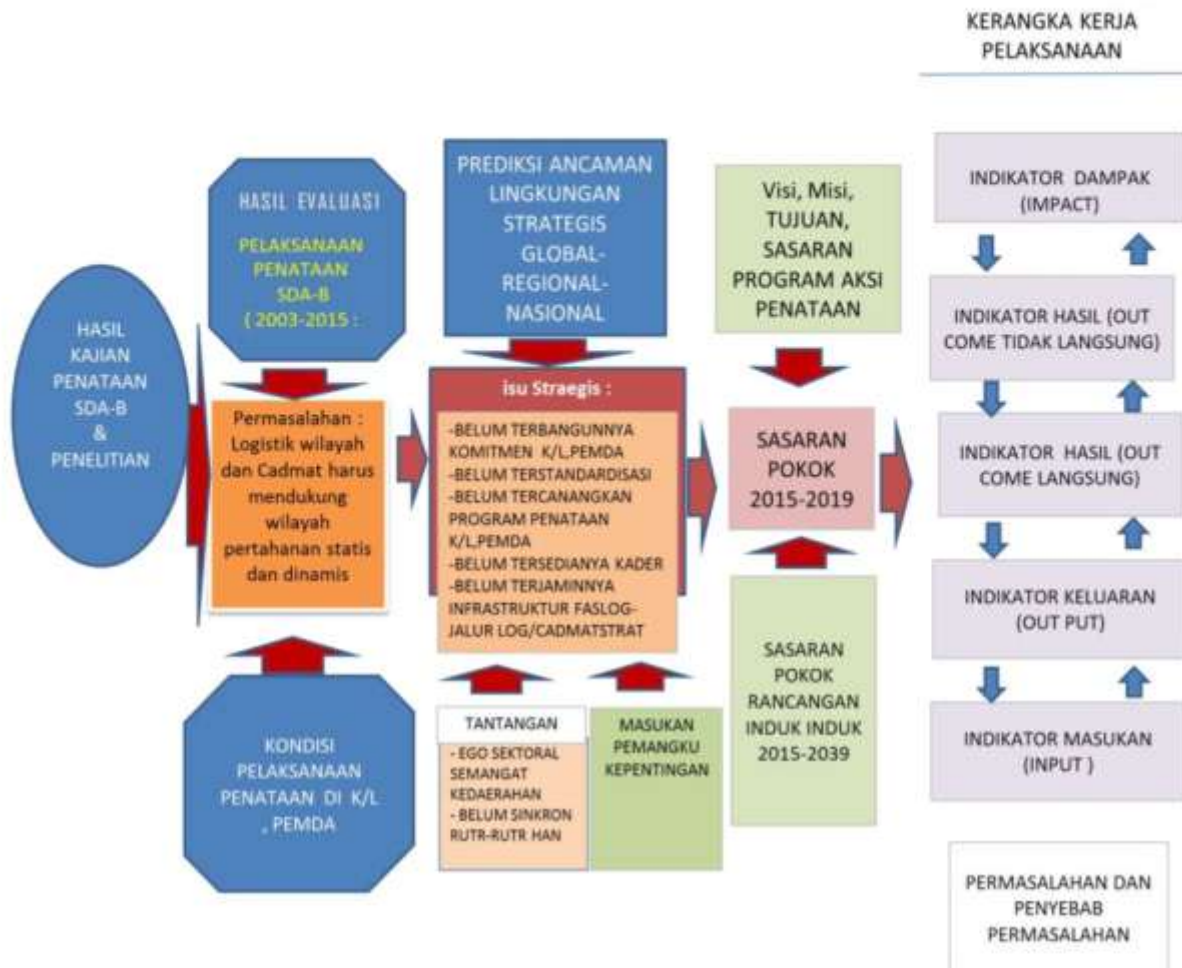 KERANGKA KERJA
PELAKSANAAN
HASIL
KAJIAN
PENATAAN
SDA-B
&
PENELITIAN
HASIL EVALUASI
PELAKSANAAN
PENATAAN
SDA-B
( 2003-2015 :
Permasalahan :
Logistik wilayah
dan Cadmat harus
mendukung
wilayah
pertahanan statis
dan dinamis
KONDISI
PELAKSANAAN
PENATAAN DI K/L
, PEMDA
PREDIKSI ANCAMAN
LINGKUNGAN
STRATEGIS
GLOBAL-
REGIONAL-
NASIONAL
isu Straegis :
-BELUM TERBANGUNNYA
KOMITMEN K/L,PEMDA
-BELUM TERSTANDARDISASI
-BELUM TERCANANGKAN
PROGRAM PENATAAN
K/L,PEMDA
-BELUM TERSEDIANYA KADER
-BELUM TERJAMINNYA
INFRASTRUKTUR FASLOG-
JALUR LOG/CADMATSTRAT
TANTANGAN
- EGO SEKTORAL
SEMANGAT
KEDAERAHAN
- BELUM SINKRON
RUTR-RUTR HAN
MASUKAN
PEMANGKU
KEPENTINGAN
Visi, Misi,
TUJUAN,
SASARAN
PROGRAM AKSI
PENATAAN
SASARAN
POKOK
2015-2019
SASARAN
POKOK
RANCANGAN
INDUK INDUK
2015-2039
INDIKATOR DAMPAK
(IMPACT)
INDIKATOR HASIL (OUT
COME TIDAK LANGSUNG)
INDIKATOR HASIL (OUT
COME LANGSUNG)
INDIKATOR KELUARAN
(OUT PUT)
INDIKATOR MASUKAN
(INPUT )
PERMASALAHAN DAN
PENYEBAB
PERMASALAHAN